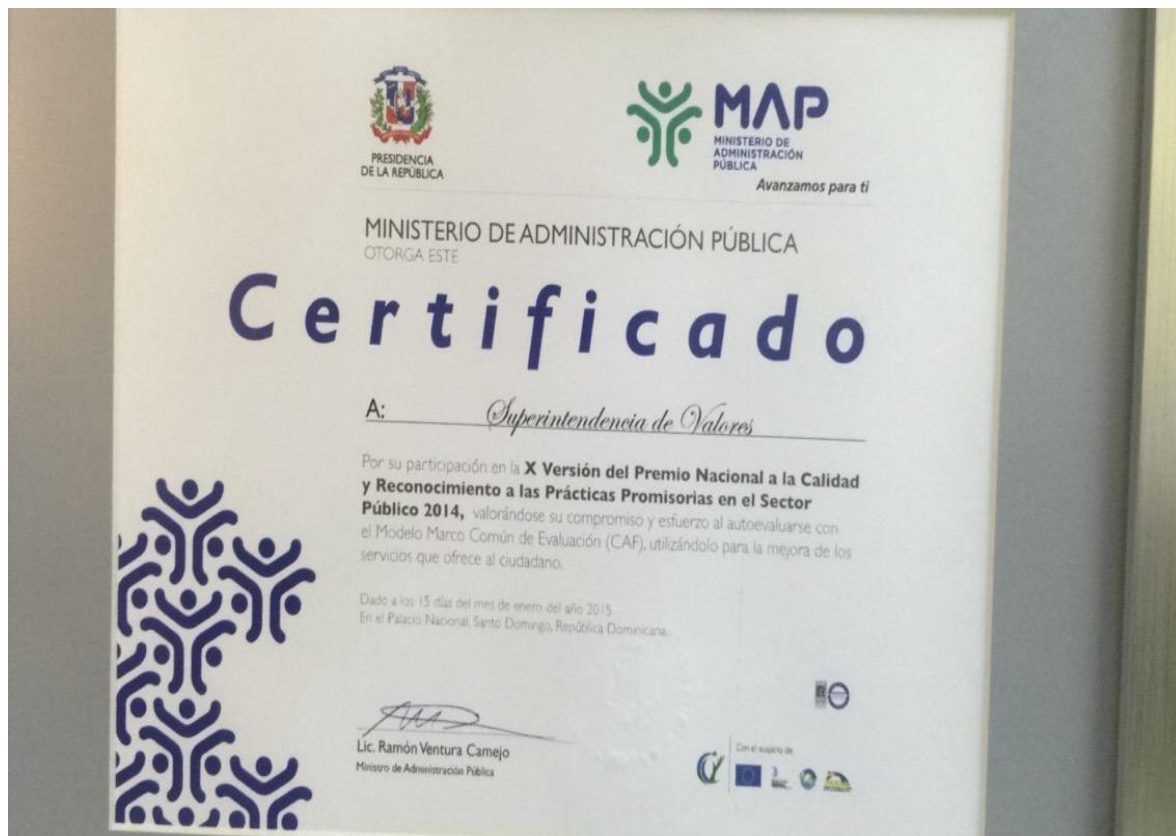 PRESIDENCIA
DE LA REPÚBLICA
MAP
MINISTERIO DE
ADMINISTRACIÓN
PÚBLICA
Avanzamos para ti
MINISTERIO DE ADMINISTRACIÓN PÚBLICA
OTORGA ESTE
Certificado
A: Superintendencia de Valores
Por su participación en la X Versión del Premio Nacional a la Calidad
y Reconocimiento a las Prácticas Promisorias en el Sector
Público 2014, valorándose su compromiso y esfuerzo al autoevaluarse con
el Modelo Marco Común de Evaluación (CAF), utilizándolo para la mejora de los
servicios que ofrece al ciudadano.
Dado a los 15 días del mes de enero del año 2015
En el Palacio Nacional, Santo Domingo, República Dominicana.
Lic. Ramón Ventura Camejo
Ministro de Administración Pública
Con el auspicio de: